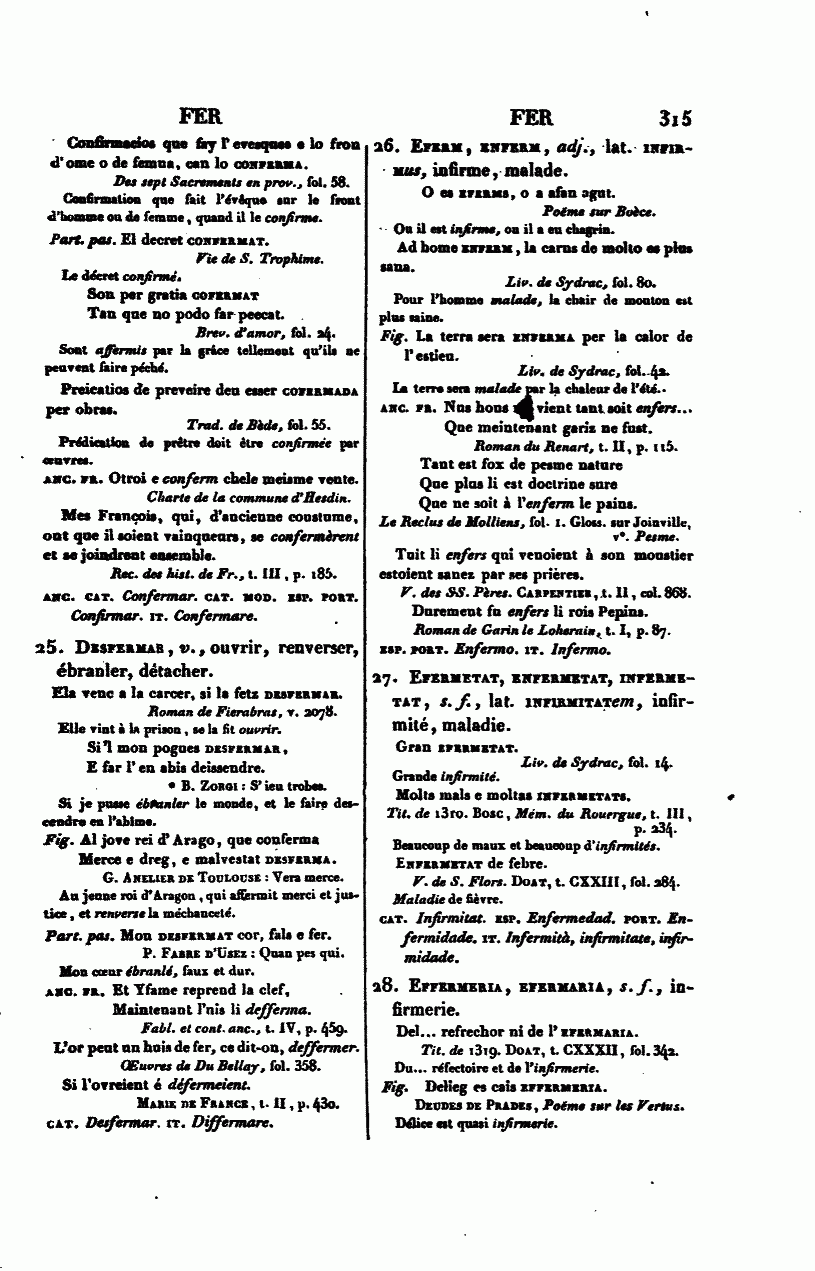 FER
FER 315
Confirmacios que fay l'evesques e lo fron
d'ome o de femna, can lo CONFERMA.
Des sept Sacrements en prov., fol. 58.
Confirmation que fait l'évêque sur le front
d'homme ou de femme, quand il le confirme.
Part. pas. El decret CONFERMAT.
Vie de S. Trophime.
Le décret confirmé.
Son per gratia COFERMAT
Tan que no podo far peccat.
Brev. d'amor, fol. 24.
Sont affermis par la grâce tellement qu'ils ne
peuvent faire péché.
Preicatios de preveire deu esser COFERMADA
per obras.
Trad. de Bède, fol. 55.
Prédication de prêtre doit être confirmée par
œuvres.
ANC. FR. Otroi e conferm chele meisme vente.
Charte de la commune d'Hesdin.
Mes François, qui, d'ancienne coustume,
ont que il soient vainqueurs, se confermèrent
et se joindrent ensemble.
Rec. des hist. de Fr., t. III, p. 185.
ANC. CAT. Confermar. CAT. MOD. ESP. PORT.
Confirmar. IT. Confermare.
25. DESFERMAR, v., ouvrir, renverser,
ébranler, détacher.
Ela venc a la carcer, si la fetz DESFERMAR.
Roman de Fierabras, v. 2078.
Elle vint à la prison, se la fit ouvrir.
Si'l mon pogues DESFERMAR,
E far l'en abis deissendre.
B. ZORGI : S'ieu trobes.
Si je pusse ébranler le monde, et le faire des-
cendre en l'abîme.
Fig. Al jove rei d'Arago, que conferma
Merce e dreg, e malvestat DESFERMA.
G. ANELIER DE TOULOUSE : Vera merce.
Au jeune roi d'Aragon, qui affermit merci et jus-
tice, et renverse la méchanceté.
Part. pas. Mon DESFERMAT cor, fals e fer.
P. FABRE D'UZEZ : Quan pes qui.
Mon cœur ébranlé, faux et dur.
ANC. FR. Et Yfame reprend la clef,
Maintenant l'nis li defferma.
Fabl. et cont. anc., t. IV, p. 459.
L'or peut un huis de fer, ce dit-on, deffermer.
Œuvres de Du Bellay, fol. 358.
Si l'ovreient é défermeient.
MARIE DE FRANCE, t. II, p. 430.
CAT. Desfermar. IT. Differmare.
26. EFERM, ENFERM, adj., lat. INFIR-
MUS, infirme, malade.
O es EFERMS, o a afan agut.
Poëme sur Boèce.
Ou il est infirme, ou il a eu chagrin.
Ad home ENFERM, la carns de molto es plus
sana.
Liv. de Sydrac, fol. 80.
Pour l'homme malade, la chair de mouton est
plus saine.
Fig. La terra sera ENFERMA per la calor de
l'estieu.
Liv. de Sydrac, fol. 42.
La terre sera malade par la chaleur de l'été.
ANC. FR. Nus hons vient tant soit enfers...
Que meintenant gariz ne fust.
Roman du Renart, t. II, p. 115.
Tant est fox de pesme nature
Que plus li est doctrine sure
Que ne soit à l'enferm le pains.
Le Reclus de Molliens, fol. 1. Gloss. sur Joinville,
v°. Pesme.
Tuit li enfers qui venoient à son moustier
estoient sanez par ses prières.
V. des SS. Pères. CARPENTIER, t. II, col. 868.
Durement fu enfers li rois Pepins.
Roman de Garin le Loherain, t. I, p. 87.
ESP. PORT. Enfermo. IT. Infermo.
27. EFERMETAT, ENFERMETAT, INFERME-
TAT, s. f., lat. INFIRMITATem, infir-
mité, maladie.
Gran EFERMETAT.
Liv. de Sydrac, fol. 14.
Grande infirmité.
Molts mals e moltas INFERMETATS.
Tit. de 1310. BOSC, Mém. du Rouergue, t. III,
p. 234.
Beaucoup de maux et beaucoup d'infirmités.
ENFERMETAT de febre.
V. de S. Flors. DOAT, t. CXXIII, fol. 284.
Maladie de fièvre.
CAT. Infirmitat. ESP. Enfermedad. PORT. En-
fermidade. IT. Infermità, infirmitate, infir-
midade.
28. EFFERMERIA, EFERMARIA, s. f., in-
firmerie.
Del... refrechor ni de l'EFERMARIA.
Tit. de 1319. DOAT, t. CXXXII, fol. 342.
Du... réfectoire et de l'infirmerie.
Fig. Delieg es cais EFFERMERIA.
DEUDES DE PRADES, Poëme sur les Vertus.
Délice est quasi infirmerie.